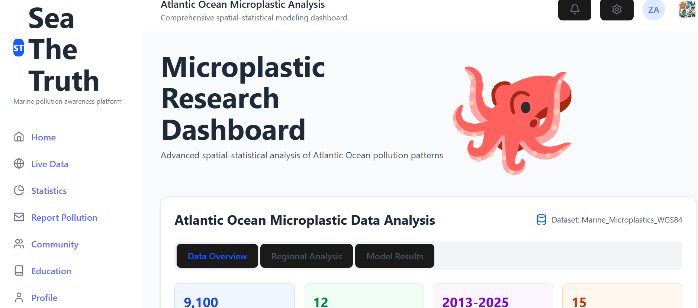 Sea
The
Truth
ST
Marine pollution awareness platform
Home
Live Data
Statistics
Report Pollution
Community
Education
Profile
Atlantic Ocean Microplastic Analysis
Comprehensive spatial-statistical modeling dashboard
ZA
Microplastic
Research
Dashboard
Advanced spatial-statistical analysis of Atlantic Ocean pollution patterns
Atlantic Ocean Microplastic Data Analysis
Dataset: Marine_Microplastics_WGS84
Data Overview
Regional Analysis
Model Results
9,100
12
2013-2025
15